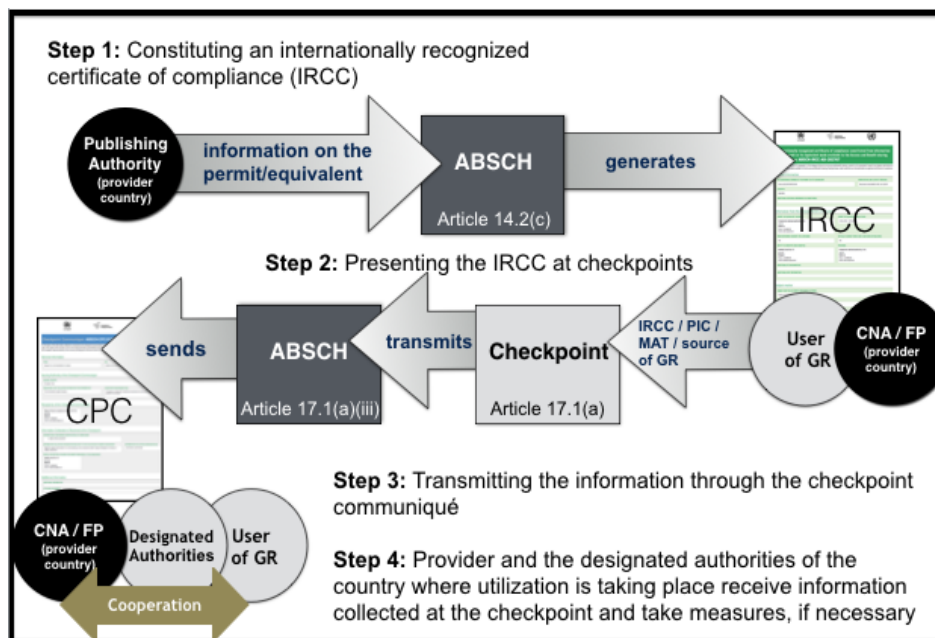 Step 1: Constituting an internationally recognized
certificate of compliance (IRCC)
Publishing
Authority
(provider
country)
information on the
permit/equivalent
ABSCH
Article 14.2(c)
generates
IRCC
Step 2: Presenting the IRCC at checkpoints
CPC
sends
ABSCH
Article 17.1(a)(iii)
transmits
Checkpoint
Article 17.1(a)
IRCC / PIC /
MAT / source
of GR
User
of GR
CNA / FP
(provider
country)
Step 3: Transmitting the information through the checkpoint
communiqué
CNA / FP
(provider
country)
Designated
Authorities
User
of GR
Cooperation
Step 4: Provider and the designated authorities of the
country where utilization is taking place receive information
collected at the checkpoint and take measures, if necessary